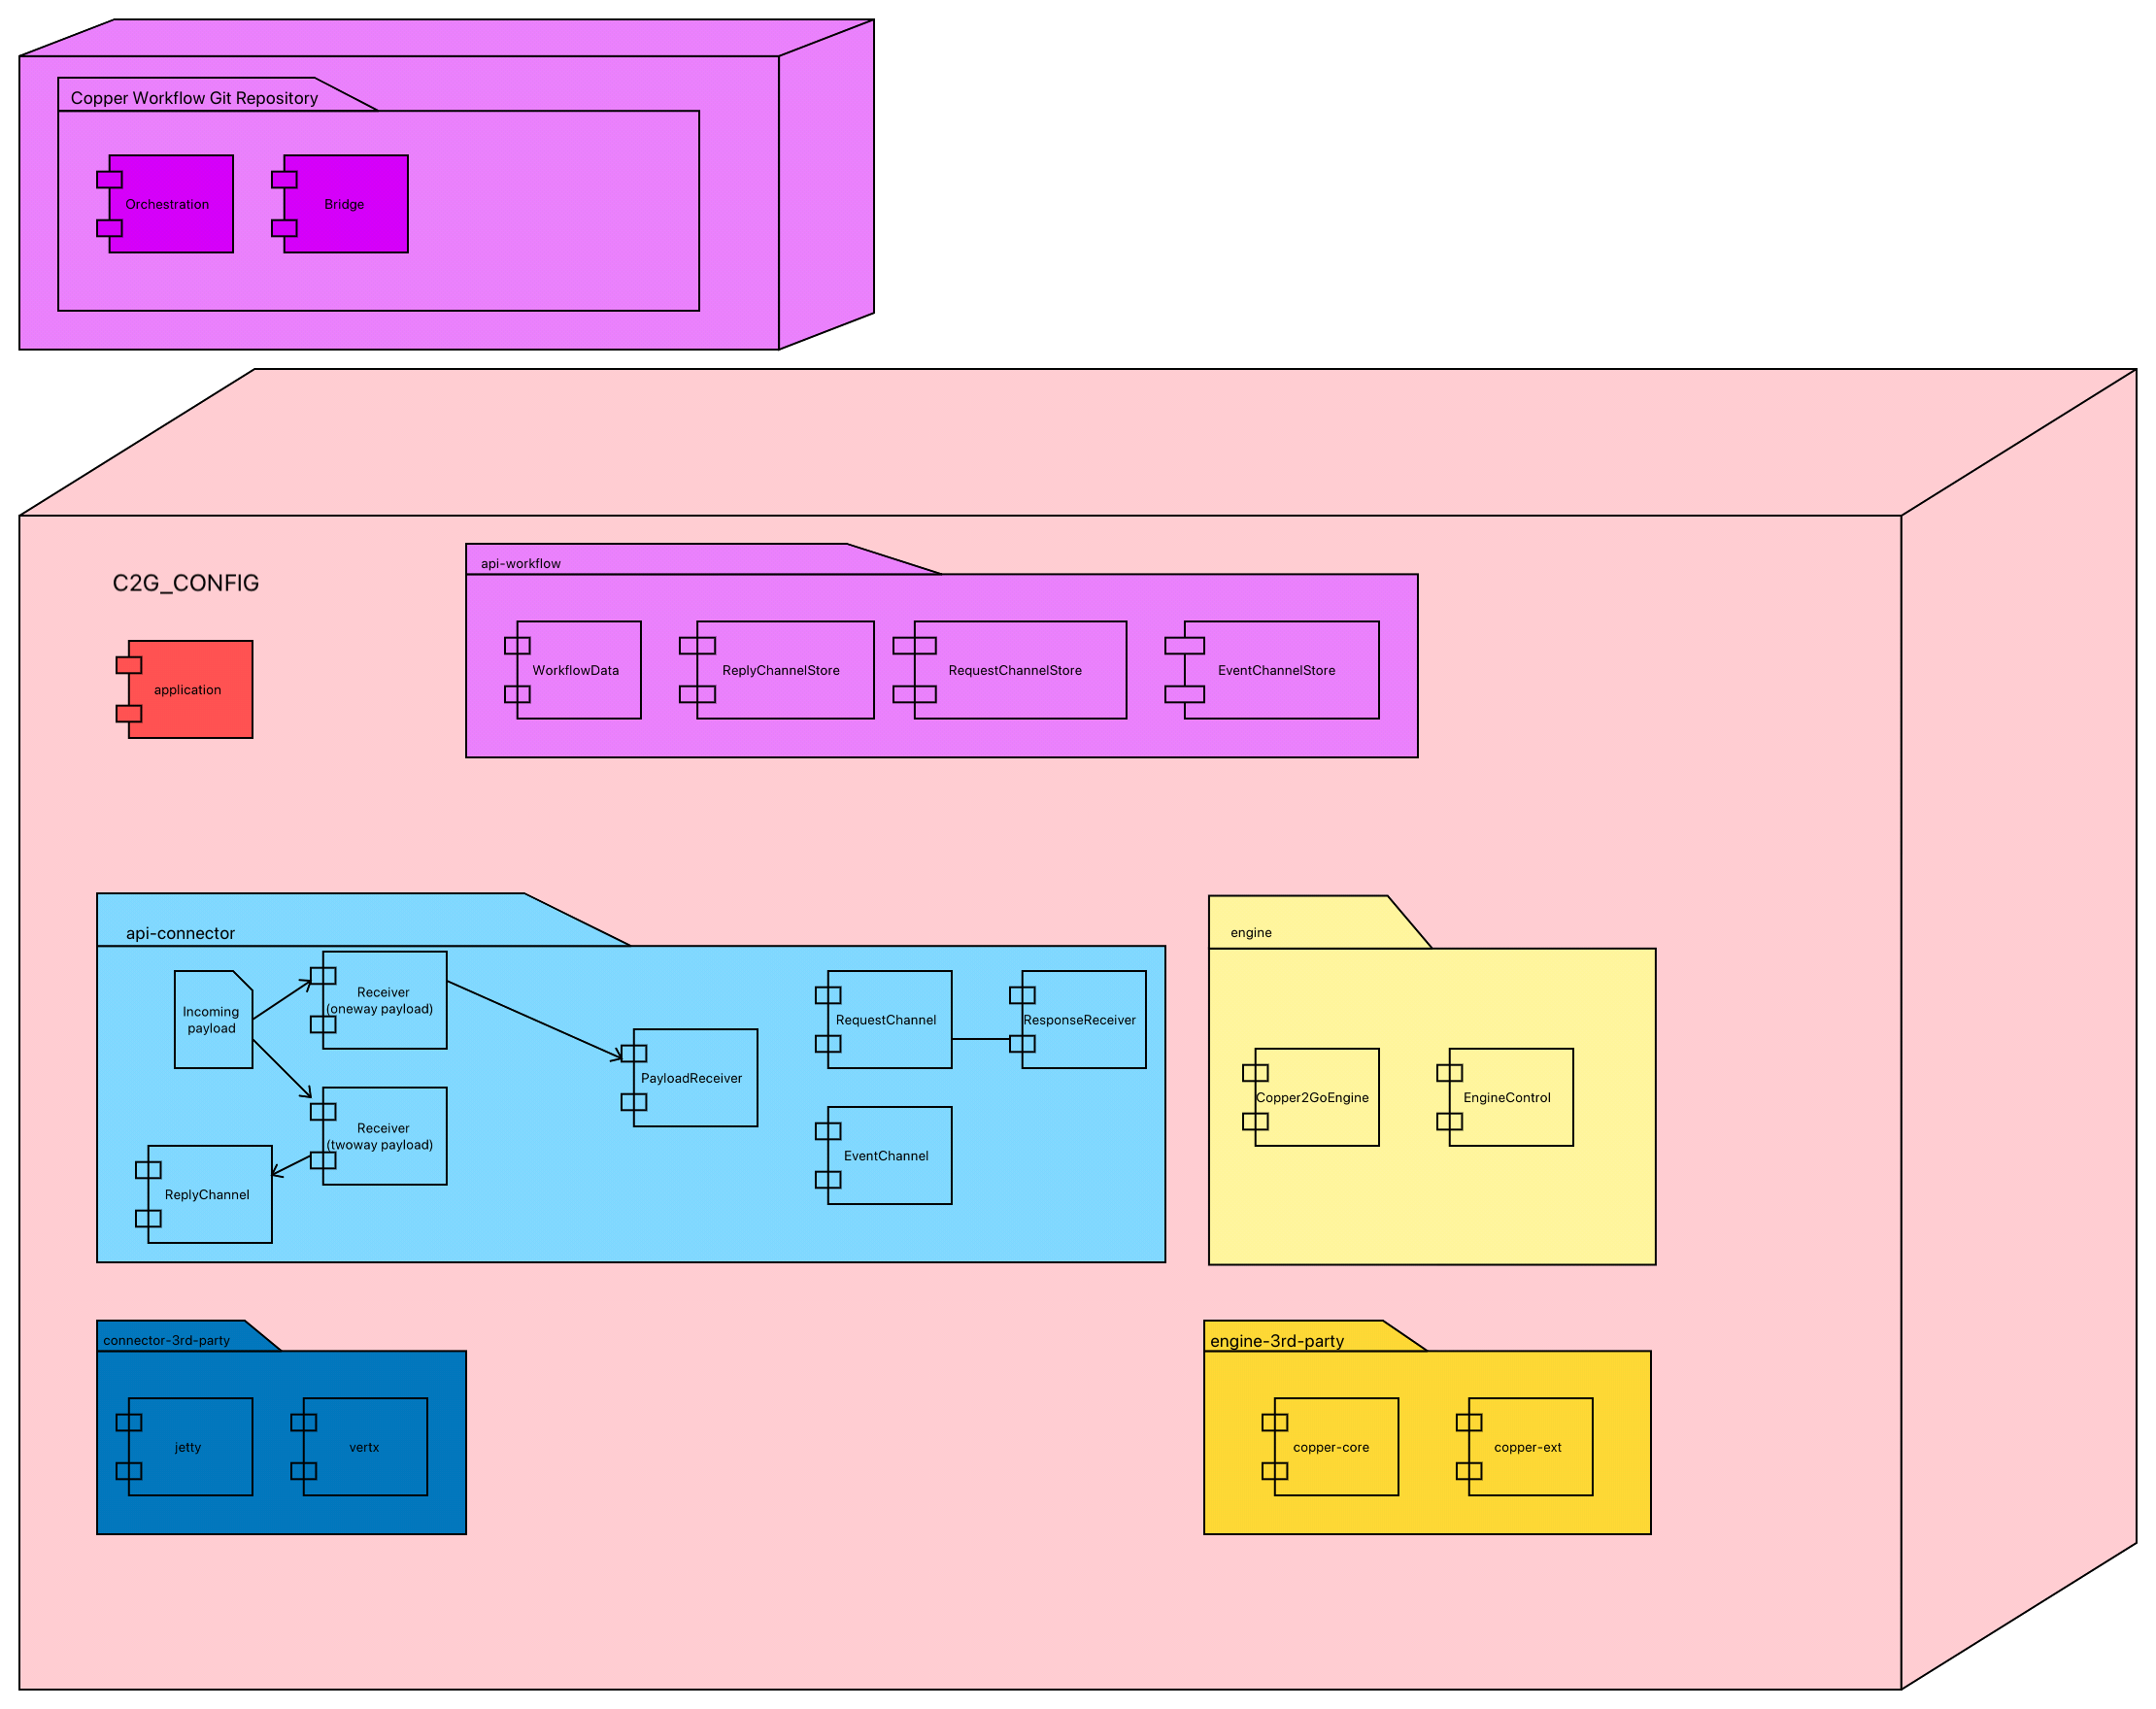 Copper Workflow Git Repository
Orchestration
Bridge
C2G_CONFIG
application
api-workflow
WorkflowData
ReplyChannelStore
RequestChannelStore
EventChannelStore
api-connector
Incoming
payload
Receiver
(oneway payload)
Receiver
(twoway payload)
ReplyChannel
PayloadReceiver
RequestChannel
ResponseReceiver
EventChannel
engine
Copper2GoEngine
EngineControl
connector-3rd-party
jetty
vertx
engine-3rd-party
copper-core
copper-ext